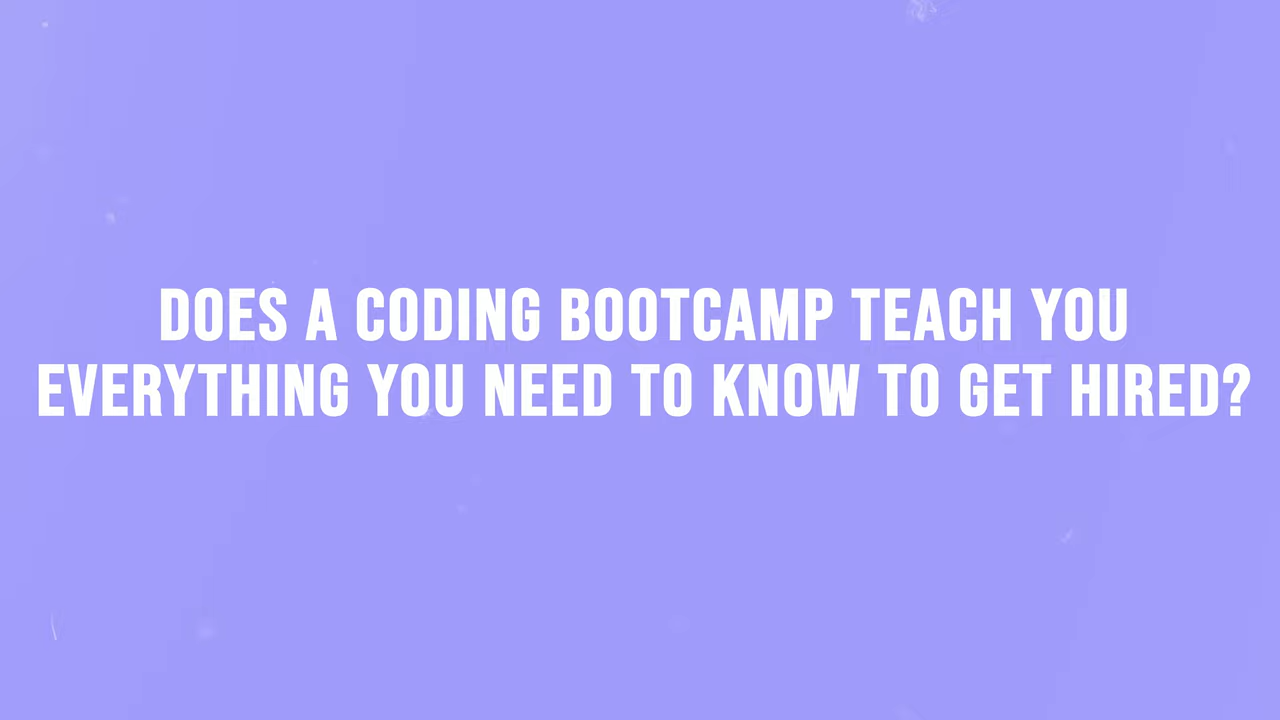 DOES A CODING BOOTCAMP TEACH YOU
EVERYTHING YOU NEED TO KNOW TO GET HIRED?